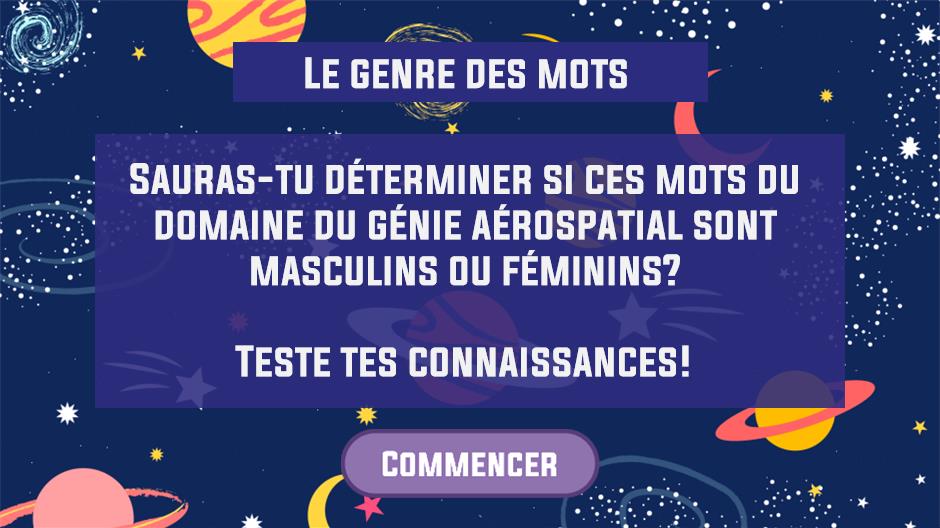 Le genre des mots
Sauras-tu déterminer si ces mots du
domaine du génie aérospatial sont
masculins ou féminins?
Teste tes connaissances!
Commencer